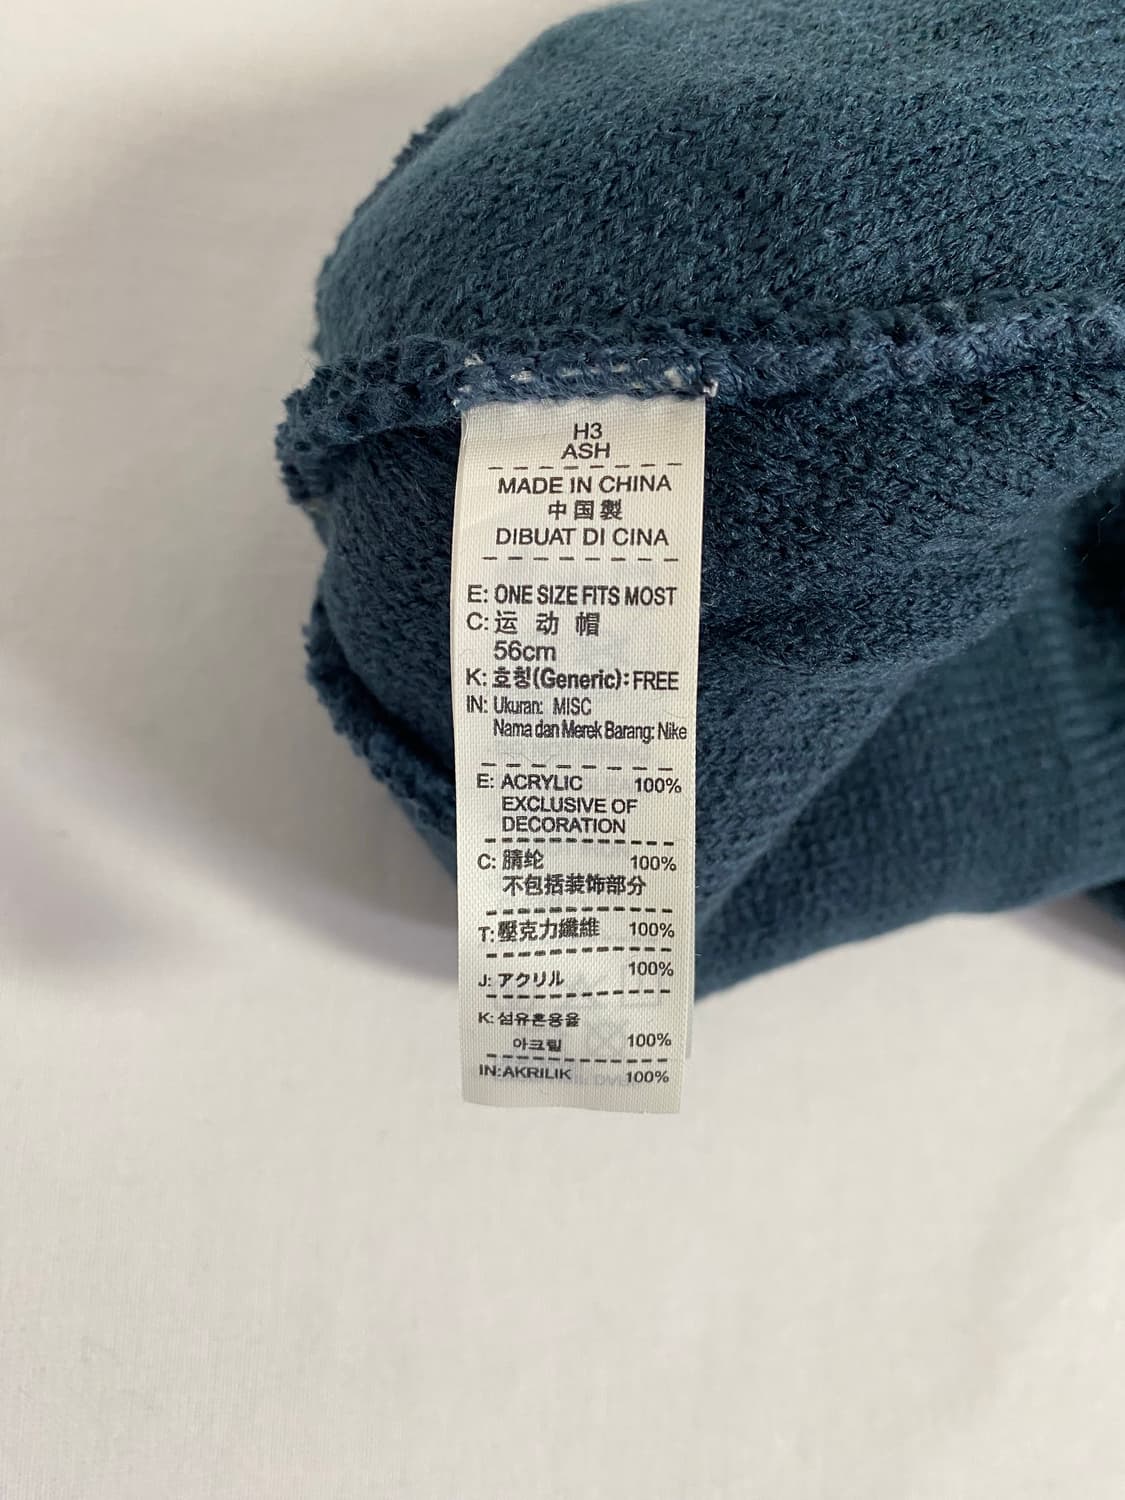 H3
ASH
MADE IN CHINA
中国製
DIBUAT DI CINA
E: ONE SIZE FITS MOST
C: 运 动 帽
56cm
K: 호칭(Generic): FREE
IN: Ukuran: MISC
Nama dan Merek Barang: Nike
E: ACRYLIC 100%
EXCLUSIVE OF
DECORATION
C: 腈纶 100%
不包括装饰部分
T: 壓克力纖維 100%
J: アクリル 100%
K: 섬유혼용율
아크릴 100%
IN: AKRILIK 100%